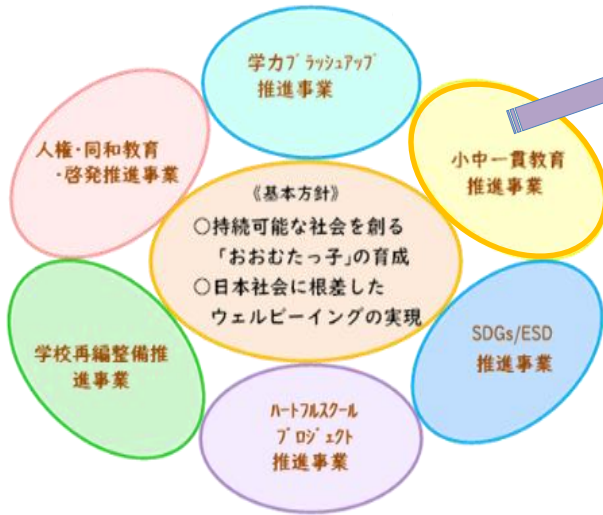 学力ﾌﾞﾗｯｼｭｱｯﾌﾟ
推進事業
人権・同和教育
・啓発推進事業
小中一貫教育
推進事業
《基本方針》
○持続可能な社会を創る
「おおむたっ子」の育成
○日本社会に根差した
ウェルビーイングの実現
学校再編整備推
進事業
SDGs/ESD
推進事業
ﾊｰﾄﾌﾙｽｸｰﾙ
ﾌﾟﾛｼﾞｪｸﾄ
推進事業